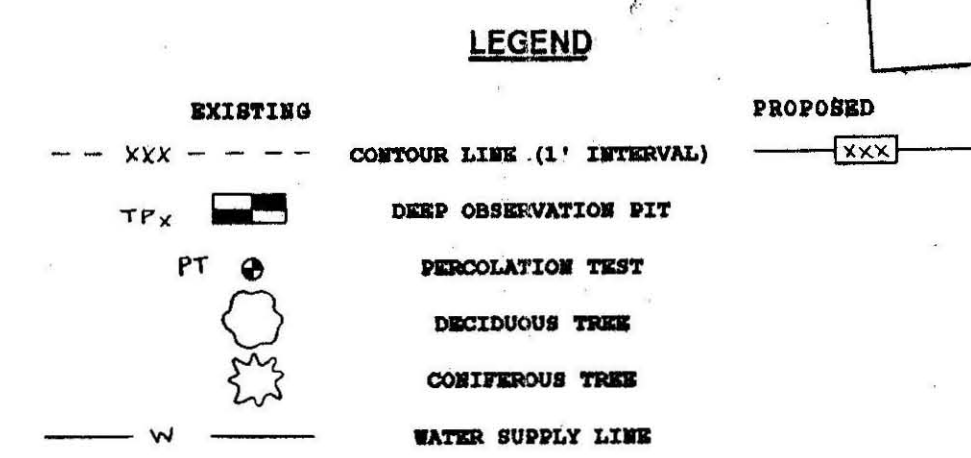 LEGEND
EXISTING PROPOSED
XXX CONTOUR LINE (1' INTERVAL) XXX
TPX DEEP OBSERVATION PIT
PT PERCOLATION TEST
DECIDUOUS TREE
CONIFEROUS TREE
W WATER SUPPLY LINE